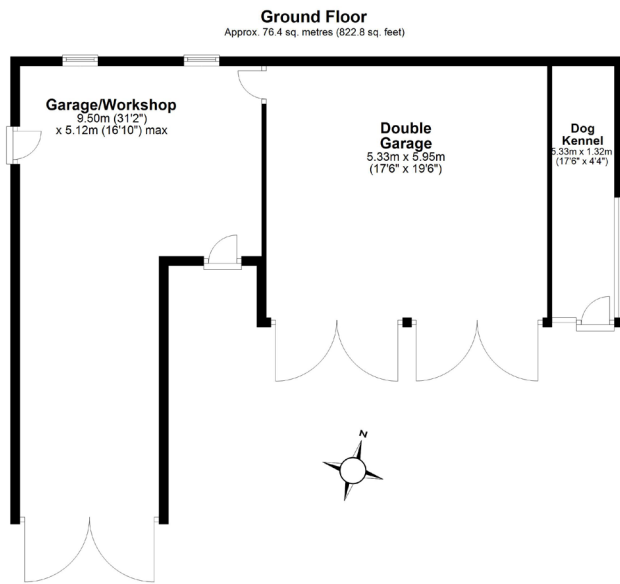 Ground Floor
Approx. 76.4 sq. metres (822.8 sq. feet)
Garage/Workshop
9.50m (31'2")
x 5.12m (16'10") max
Double
Garage
5.33m x 5.95m
(17'6" x 19'6")
Dog
Kennel
5.33m x 1.32m
(17'6" x 4'4")
N